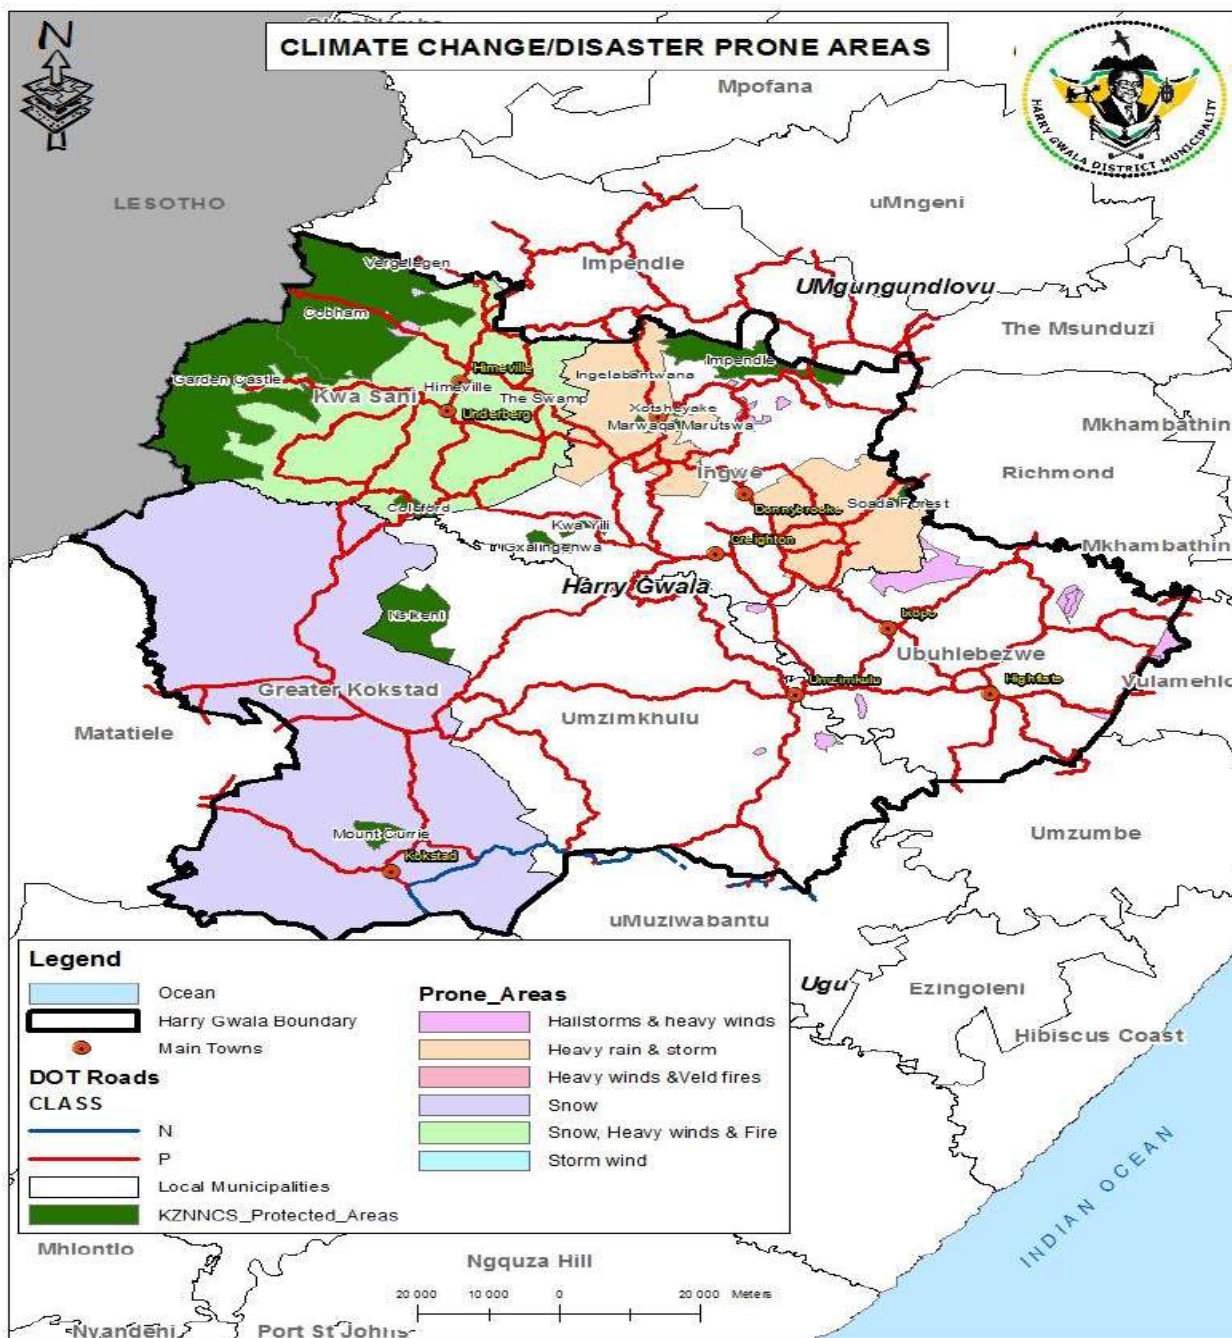 N
CLIMATE CHANGE/DISASTER PRONE AREAS
HARRY GWALA DISTRICT MUNICIPALITY
Mpofana
LESOTHO
uMngeni
Vergelegen
Impendle
UMgungundlovu
Cobham
The Msunduzi
Impendle
Himeville
Ingelabantwana
Garden Castle
Himeville
Kwa Sani
The Swamp
Xotsheyake
Underberg
Marwaqa Marutswa
Mkhambathin
Ingwe
Richmond
Donnybrooke
Soada Forest
Colsford
Kwa Yili
Creighton
Gxalingenwa
Mkhambathin
Harry Gwala
Nsikeni
Ixopo
Ubuhlebezwe
Greater Kokstad
Umzimkulu
Highflats
Vulamehlo
Umzimkhulu
Matatiele
Mount Currie
Umzumbe
Kokstad
uMuziwabantu
Ugu
Ezingoleni
Hibiscus Coast
INDIAN OCEAN
Legend
Ocean
Harry Gwala Boundary
Main Towns
DOT Roads
CLASS
N
P
Local Municipalities
KZNNCS_Protected_Areas
Prone_Areas
Hailstorms & heavy winds
Heavy rain & storm
Heavy winds &Veld fires
Snow
Snow, Heavy winds & Fire
Storm wind
Mhlontlo
Ngquza Hill
20 000 10 000 0 20 000 Meters
Nyandeni
Port St Johns